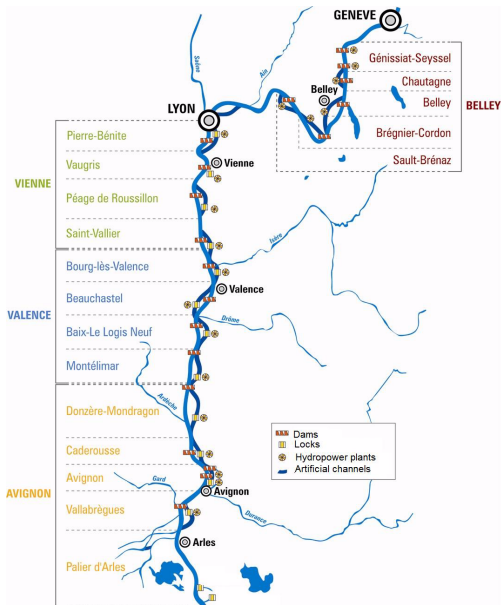 GENEVE
Génissiat-Seyssel
Chautagne
Belley
Brégnier-Cordon
Sault-Brénaz
BELLEY
Saône
Ain
Belley
LYON
Pierre-Bénite
Vaugris
Péage de Roussillon
Saint-Vallier
VIENNE
Vienne
Isère
Bourg-lès-Valence
Beauchastel
Baix-Le Logis Neuf
Montélimar
VALENCE
Valence
Drôme
Ardèche
Donzère-Mondragon
Caderousse
Avignon
Vallabrègues
Palier d'Arles
AVIGNON
Gard
Avignon
Durance
Arles
Dams
Locks
Hydropower plants
Artificial channels